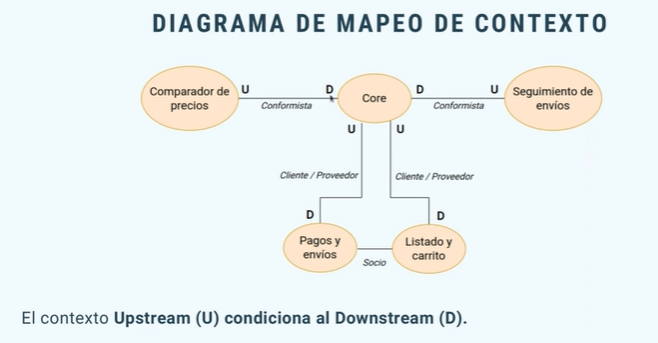 DIAGRAMA DE MAPEO DE CONTEXTO
Comparador de
precios
U
Conformista
D
Core
D
Conformista
U
Seguimiento de
envíos
U
U
Cliente / Proveedor
Cliente / Proveedor
D
D
Pagos y
envíos
Socio
Listado y
carrito
El contexto Upstream (U) condiciona al Downstream (D).